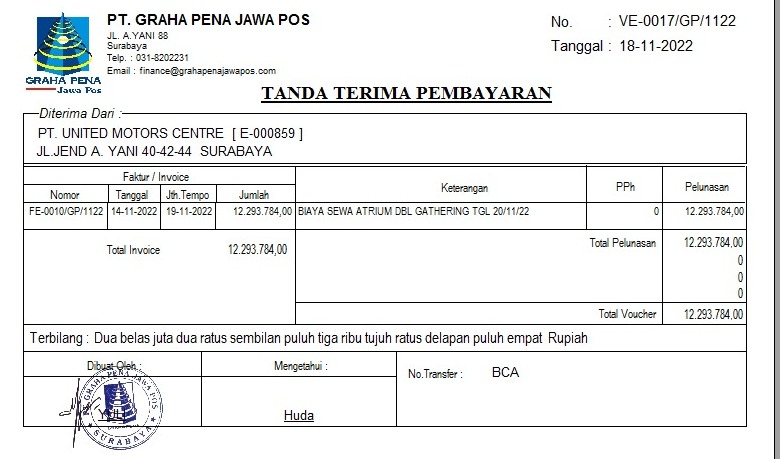 PT. GRAHA PENA JAWA POS
JL. A.YANI 88
Surabaya
Telp. : 031-8202231
Email : finance@grahapenajawapos.com
GRAHA PENA
Jawa Pos
No. : VE-0017/GP/1122
Tanggal : 18-11-2022
TANDA TERIMA PEMBAYARAN
Diterima Dari :
PT. UNITED MOTORS CENTRE [ E-000859 ]
JL.JEND A. YANI 40-42-44 SURABAYA
Faktur / Invoice
Nomor Tanggal Jth.Tempo Jumlah Keterangan PPh Pelunasan
FE-0010/GP/1122 14-11-2022 19-11-2022 12.293.784,00 BIAYA SEWA ATRIUM DBL GATHERING TGL 20/11/22 0 12.293.784,00
Total Invoice 12.293.784,00
Total Pelunasan 12.293.784,00
0
0
0
Total Voucher 12.293.784,00
Terbilang : Dua belas juta dua ratus sembilan puluh tiga ribu tujuh ratus delapan puluh empat Rupiah
Dibuat Oleh :
PT. GRAHA PENA JAWA POS
SURABAYA
Mengetahui :
Huda
No.Transfer : BCA